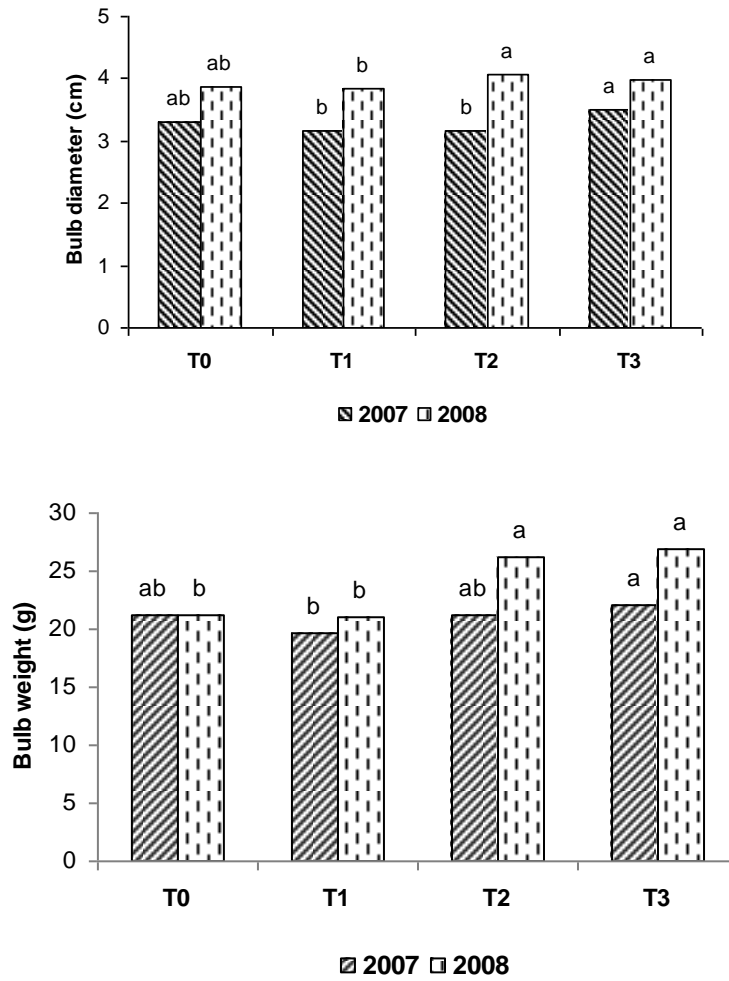 5
ab ab b b b a a a
4
3
2
1
0
Bulb diameter (cm)
T0 T1 T2 T3
2007 2008
30
25
20
15
10
5
0
ab b b b ab a a a
Bulb weight (g)
T0 T1 T2 T3
2007 2008